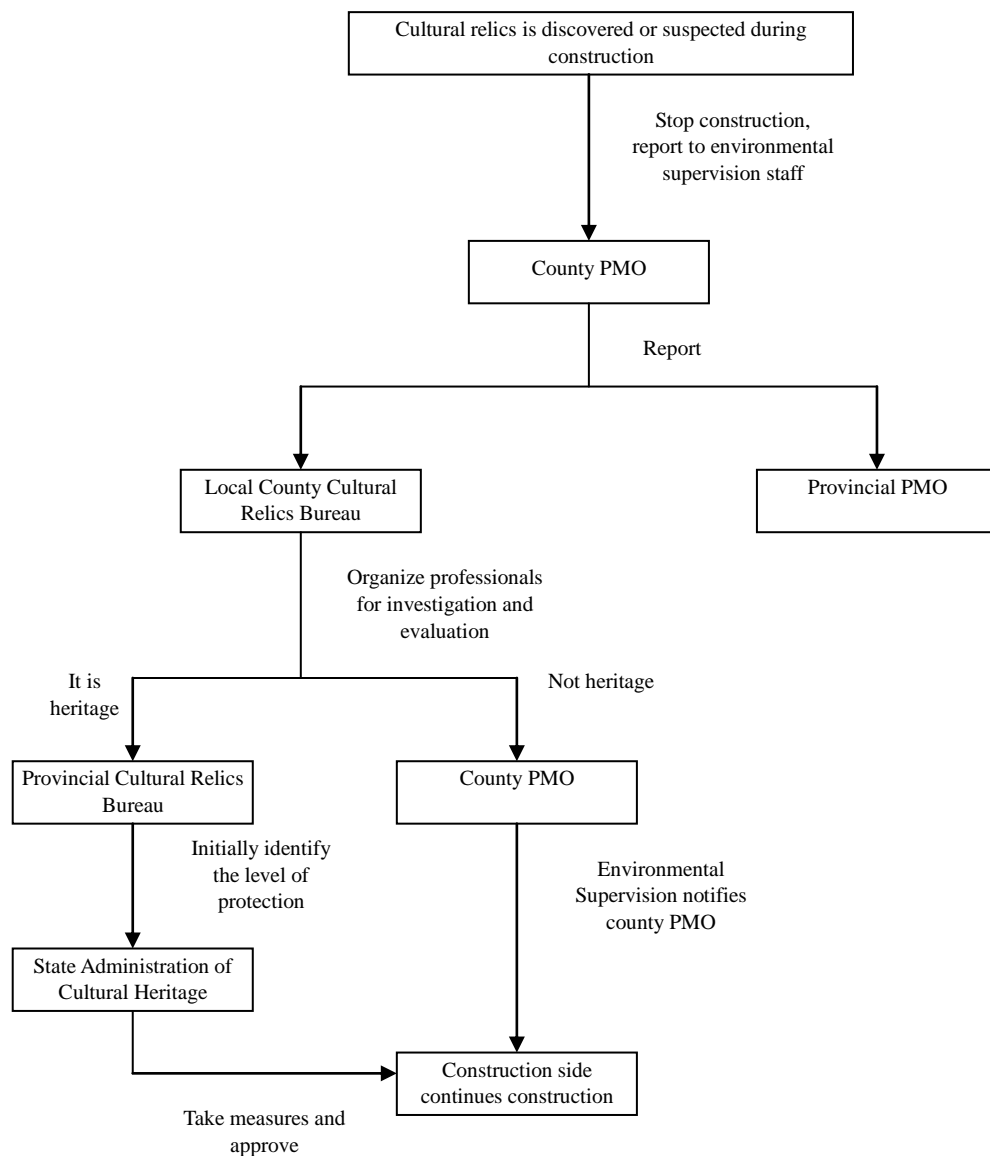 Cultural relics is discovered or suspected during
construction
Stop construction,
report to environmental
supervision staff
County PMO
Report
Local County Cultural
Relics Bureau
Provincial PMO
Organize professionals
for investigation and
evaluation
It is
heritage
Not heritage
Provincial Cultural Relics
Bureau
County PMO
Initially identify
the level of
protection
Environmental
Supervision notifies
county PMO
State Administration of
Cultural Heritage
Construction side
continues construction
Take measures and
approve